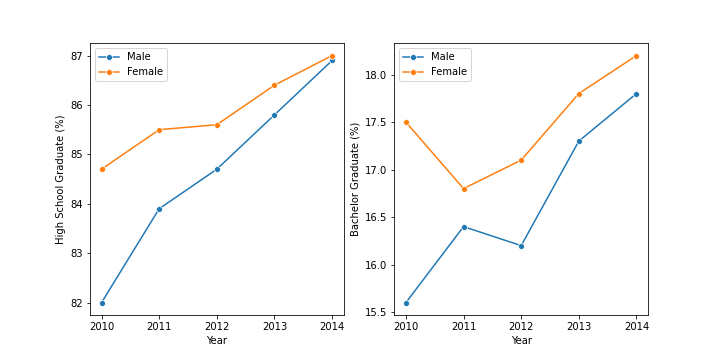 Male
Female
87
86
85
84
83
82
High School Graduate (%)
2010 2011 2012 2013 2014
Year
Male
Female
18.0
17.5
17.0
16.5
16.0
15.5
Bachelor Graduate (%)
2010 2011 2012 2013 2014
Year